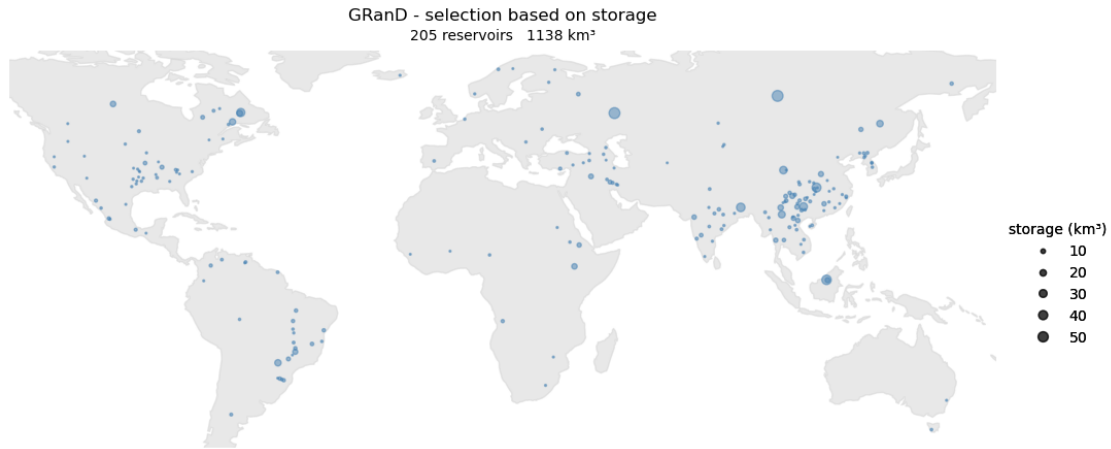 GRanD - selection based on storage
205 reservoirs   1138 km³
storage (km³)
10
20
30
40
50